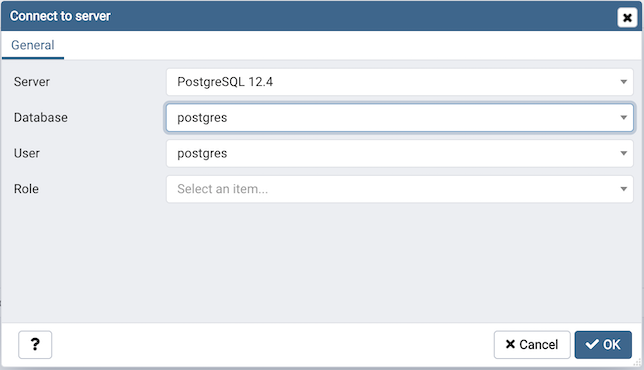 Connect to server
General
Server PostgreSQL 12.4
Database postgres
User postgres
Role Select an item...
? Cancel OK